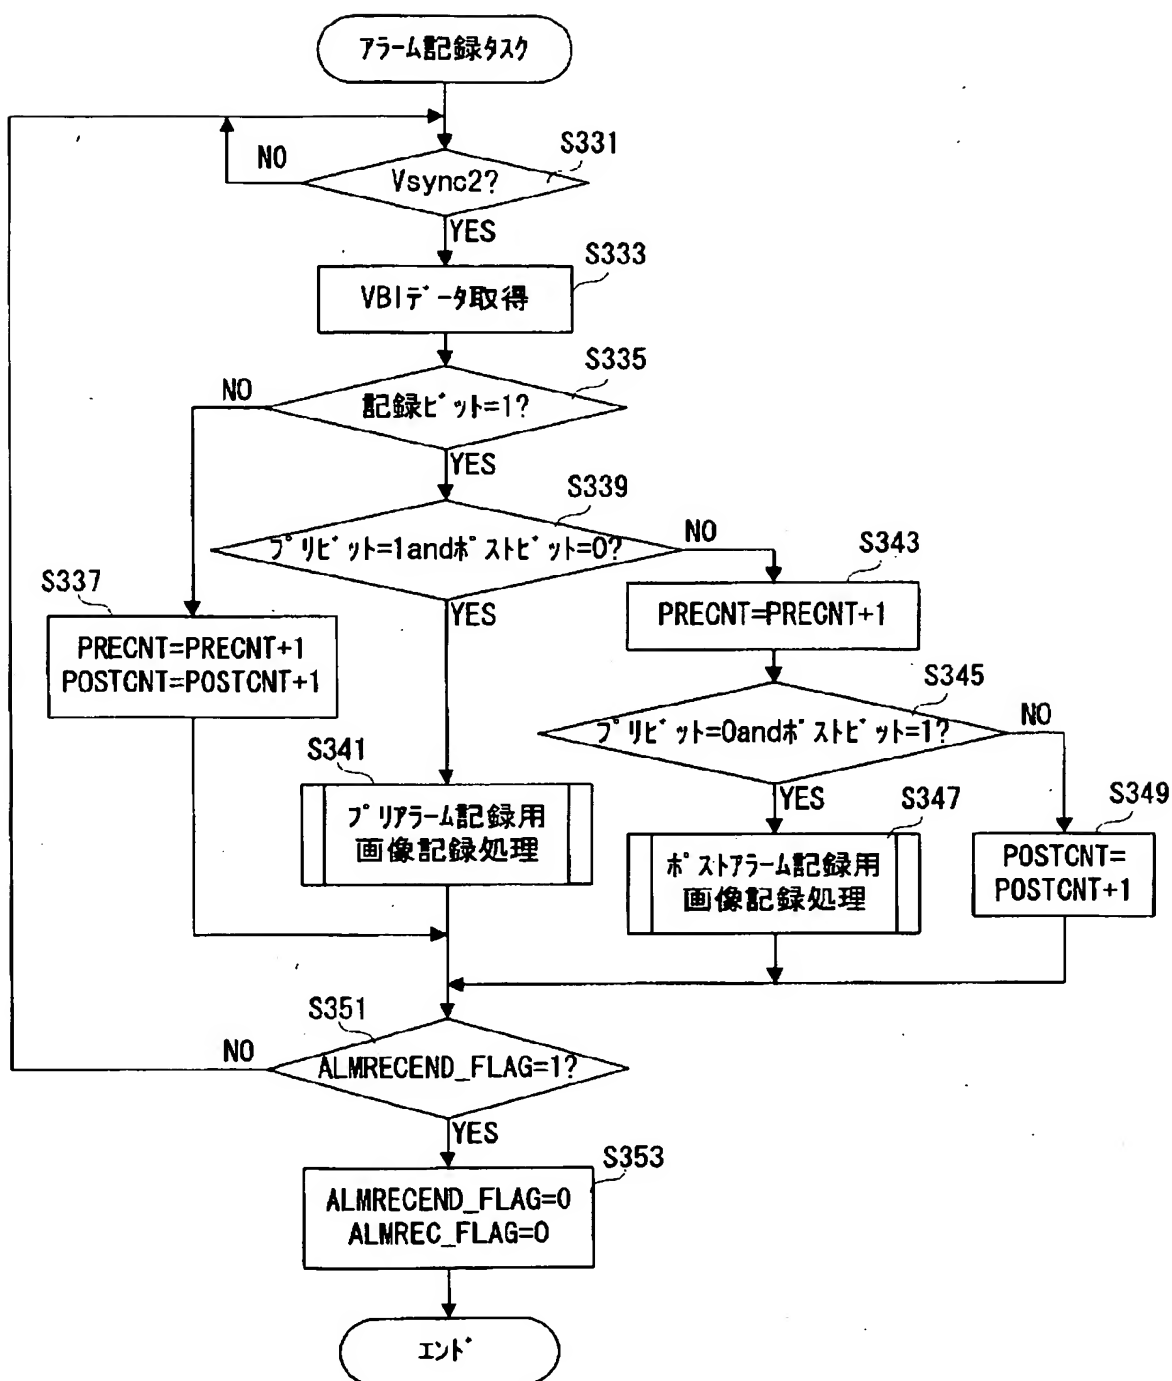 アラーム記録タスク
S331
NO
Vsync2?
YES
S333
VBIデータ取得
S335
NO
記録ビット=1?
YES
S339
プリビット=1andポストビット=0?
NO
S343
S337
YES
PRECNT=PRECNT+1
PRECNT=PRECNT+1
POSTCNT=POSTCNT+1
S345
プリビット=0andポストビット=1?
NO
S341
YES
S347
S349
プリアラーム記録用
画像記録処理
ポストアラーム記録用
画像記録処理
POSTCNT=
POSTCNT+1
S351
NO
ALMRECEND_FLAG=1?
YES
S353
ALMRECEND_FLAG=0
ALMREC_FLAG=0
エンド